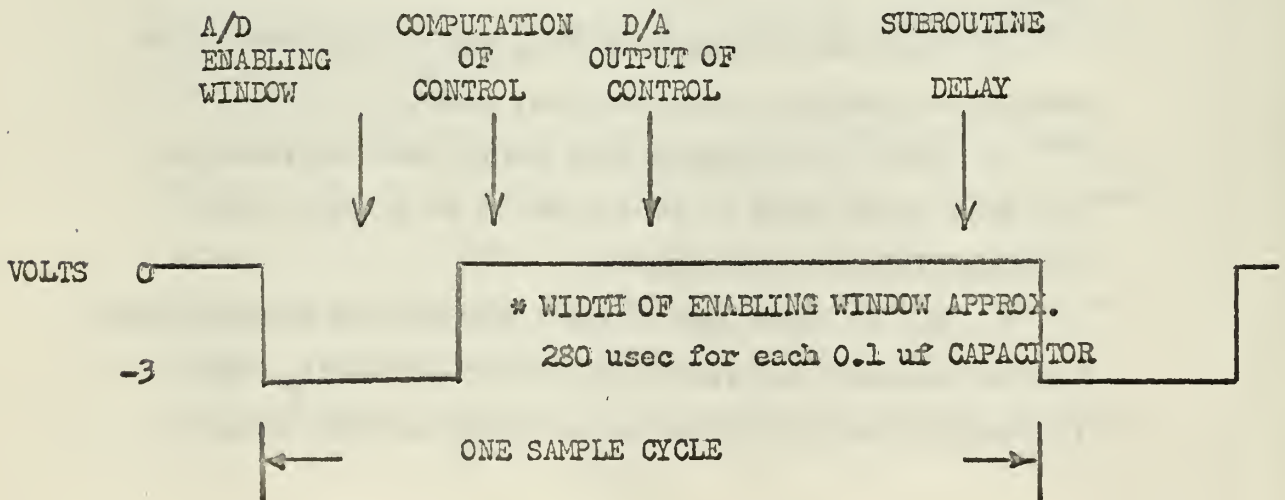 A/D COMPUTATION D/A SUBROUTINE
ENABLING OF OUTPUT OF
WINDOW CONTROL CONTROL DELAY
VOLTS 0
* WIDTH OF ENABLING WINDOW APPROX.
-3 280 usec for each 0.1 uf CAPACITOR
ONE SAMPLE CYCLE